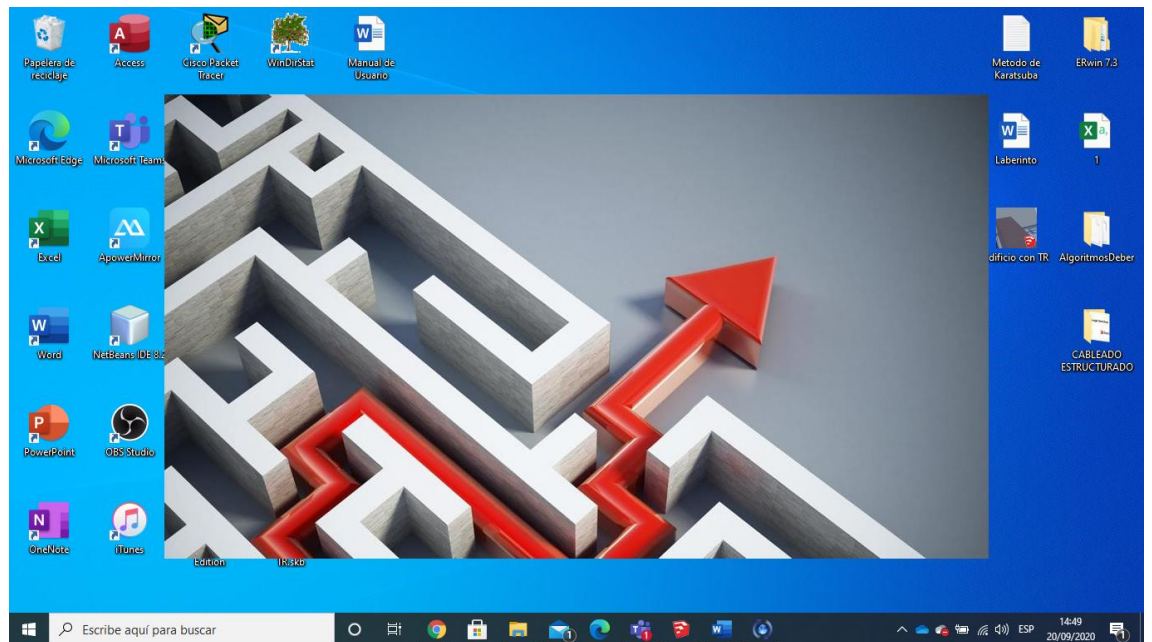 Papelera de
reciclaje
Access
Cisco Packet
Tracer
WinDirStat
Manual de
Usuario
Metodo de
Karatsuba
ERwin 7.3
Microsoft Edge
Microsoft Teams
Laberinto
1
Excel
ApowerMirror
dificio con TR
AlgoritmosDeber
Word
NetBeans IDE 8.2
CABLEADO
ESTRUCTURADO
PowerPoint
OBS Studio
OneNote
iTunes
Edition
TR.skb
Escribe aquí para buscar
ESP
14:49
20/09/2020